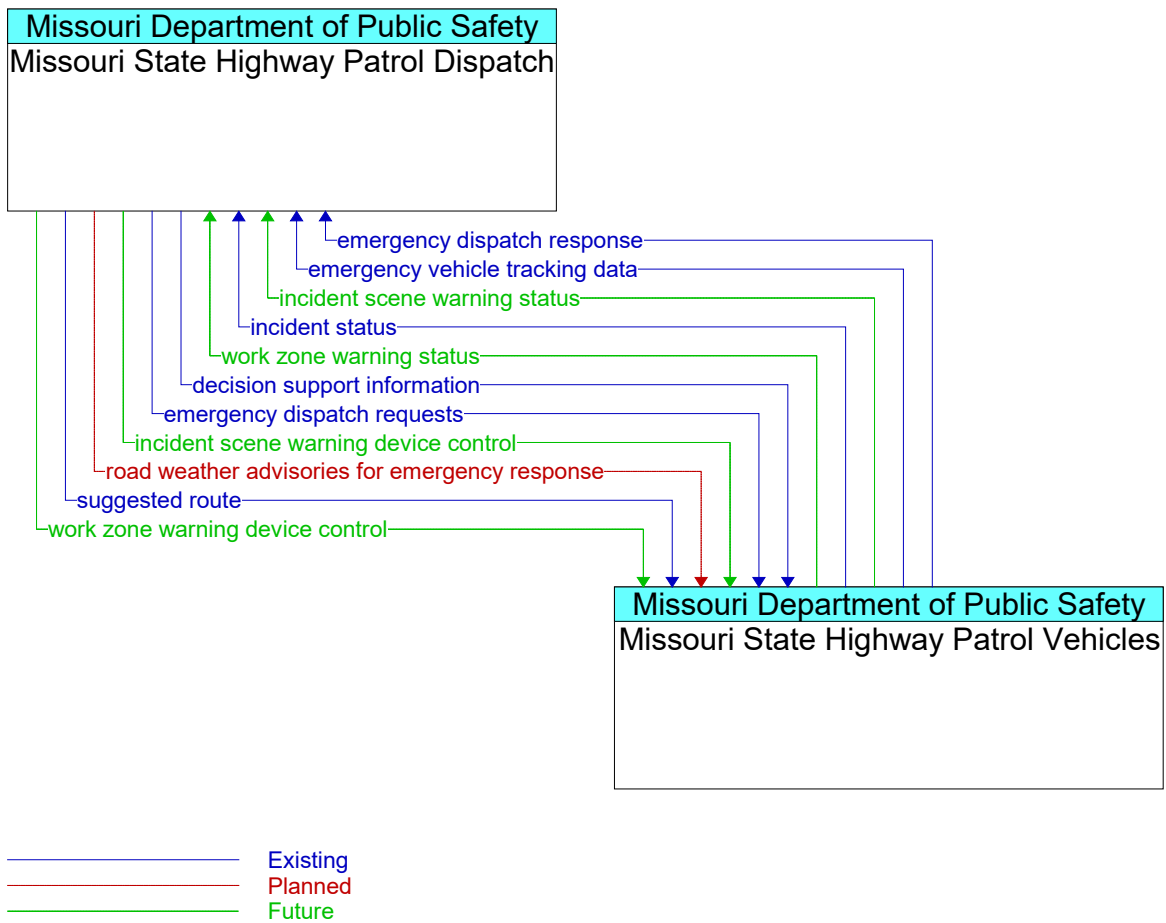 Missouri Department of Public Safety
Missouri State Highway Patrol Dispatch
emergency dispatch response
emergency vehicle tracking data
incident scene warning status
incident status
work zone warning status
decision support information
emergency dispatch requests
incident scene warning device control
road weather advisories for emergency response
suggested route
work zone warning device control
Missouri Department of Public Safety
Missouri State Highway Patrol Vehicles
Existing
Planned
Future